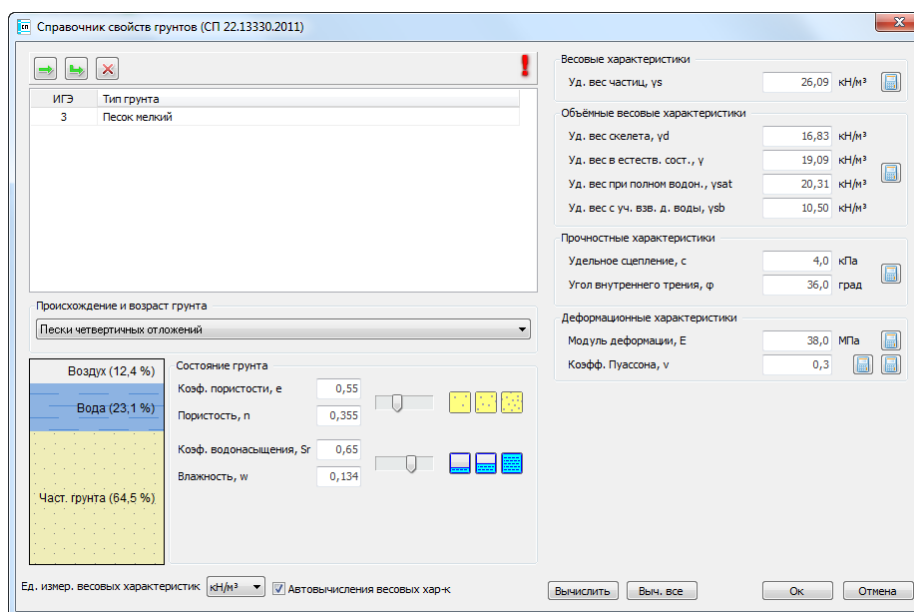 Справочник свойств грунтов (СП 22.13330.2011)
ИГЭ Тип грунта
3 Песок мелкий
Происхождение и возраст грунта
Пески четвертичных отложений
Воздух (12,4 %)
Вода (23,1 %)
Част. грунта (64,5 %)
Состояние грунта
Коэф. пористости, e 0,55
Пористость, n 0,355
Коэф. водонасыщения, Sr 0,65
Влажность, w 0,134
Ед. измер. весовых характеристик кН/м³ Автовычисления весовых хар-к
Весовые характеристики
Уд. вес частиц, γs 26,09 кН/м³
Объёмные весовые характеристики
Уд. вес скелета, γd 16,83 кН/м³
Уд. вес в естеств. сост., γ 19,09 кН/м³
Уд. вес при полном водон., γsat 20,31 кН/м³
Уд. вес с уч. взв. д. воды, γsb 10,50 кН/м³
Прочностные характеристики
Удельное сцепление, c 4,0 кПа
Угол внутреннего трения, φ 36,0 град
Деформационные характеристики
Модуль деформации, E 38,0 МПа
Коэфф. Пуассона, ν 0,3
Вычислить Выч. все Ок Отмена